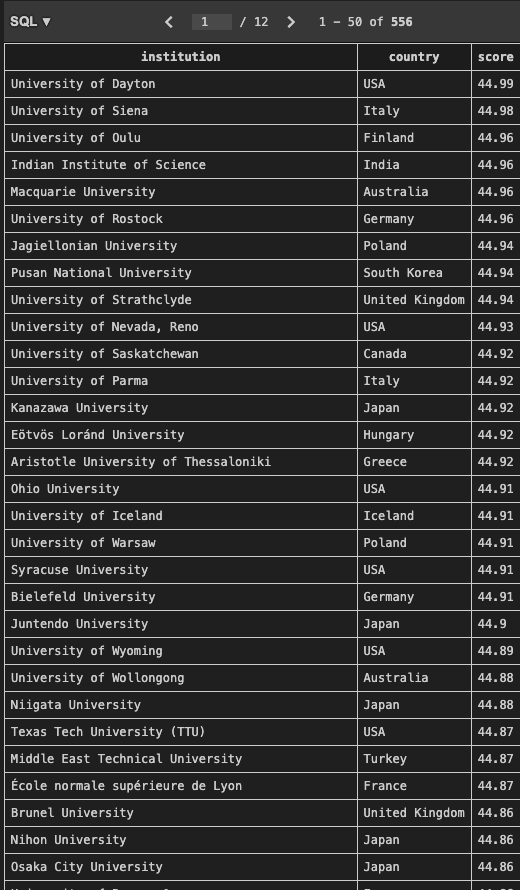 SQL ▼ 1 / 12 1 – 50 of 556
institution country score
University of Dayton USA 44.99
University of Siena Italy 44.98
University of Oulu Finland 44.96
Indian Institute of Science India 44.96
Macquarie University Australia 44.96
University of Rostock Germany 44.96
Jagiellonian University Poland 44.94
Pusan National University South Korea 44.94
University of Strathclyde United Kingdom 44.94
University of Nevada, Reno USA 44.93
University of Saskatchewan Canada 44.92
University of Parma Italy 44.92
Kanazawa University Japan 44.92
Eötvös Loránd University Hungary 44.92
Aristotle University of Thessaloniki Greece 44.92
Ohio University USA 44.91
University of Iceland Iceland 44.91
University of Warsaw Poland 44.91
Syracuse University USA 44.91
Bielefeld University Germany 44.91
Juntendo University Japan 44.9
University of Wyoming USA 44.89
University of Wollongong Australia 44.88
Niigata University Japan 44.88
Texas Tech University (TTU) USA 44.87
Middle East Technical University Turkey 44.87
École normale supérieure de Lyon France 44.87
Brunel University United Kingdom 44.86
Nihon University Japan 44.86
Osaka City University Japan 44.86